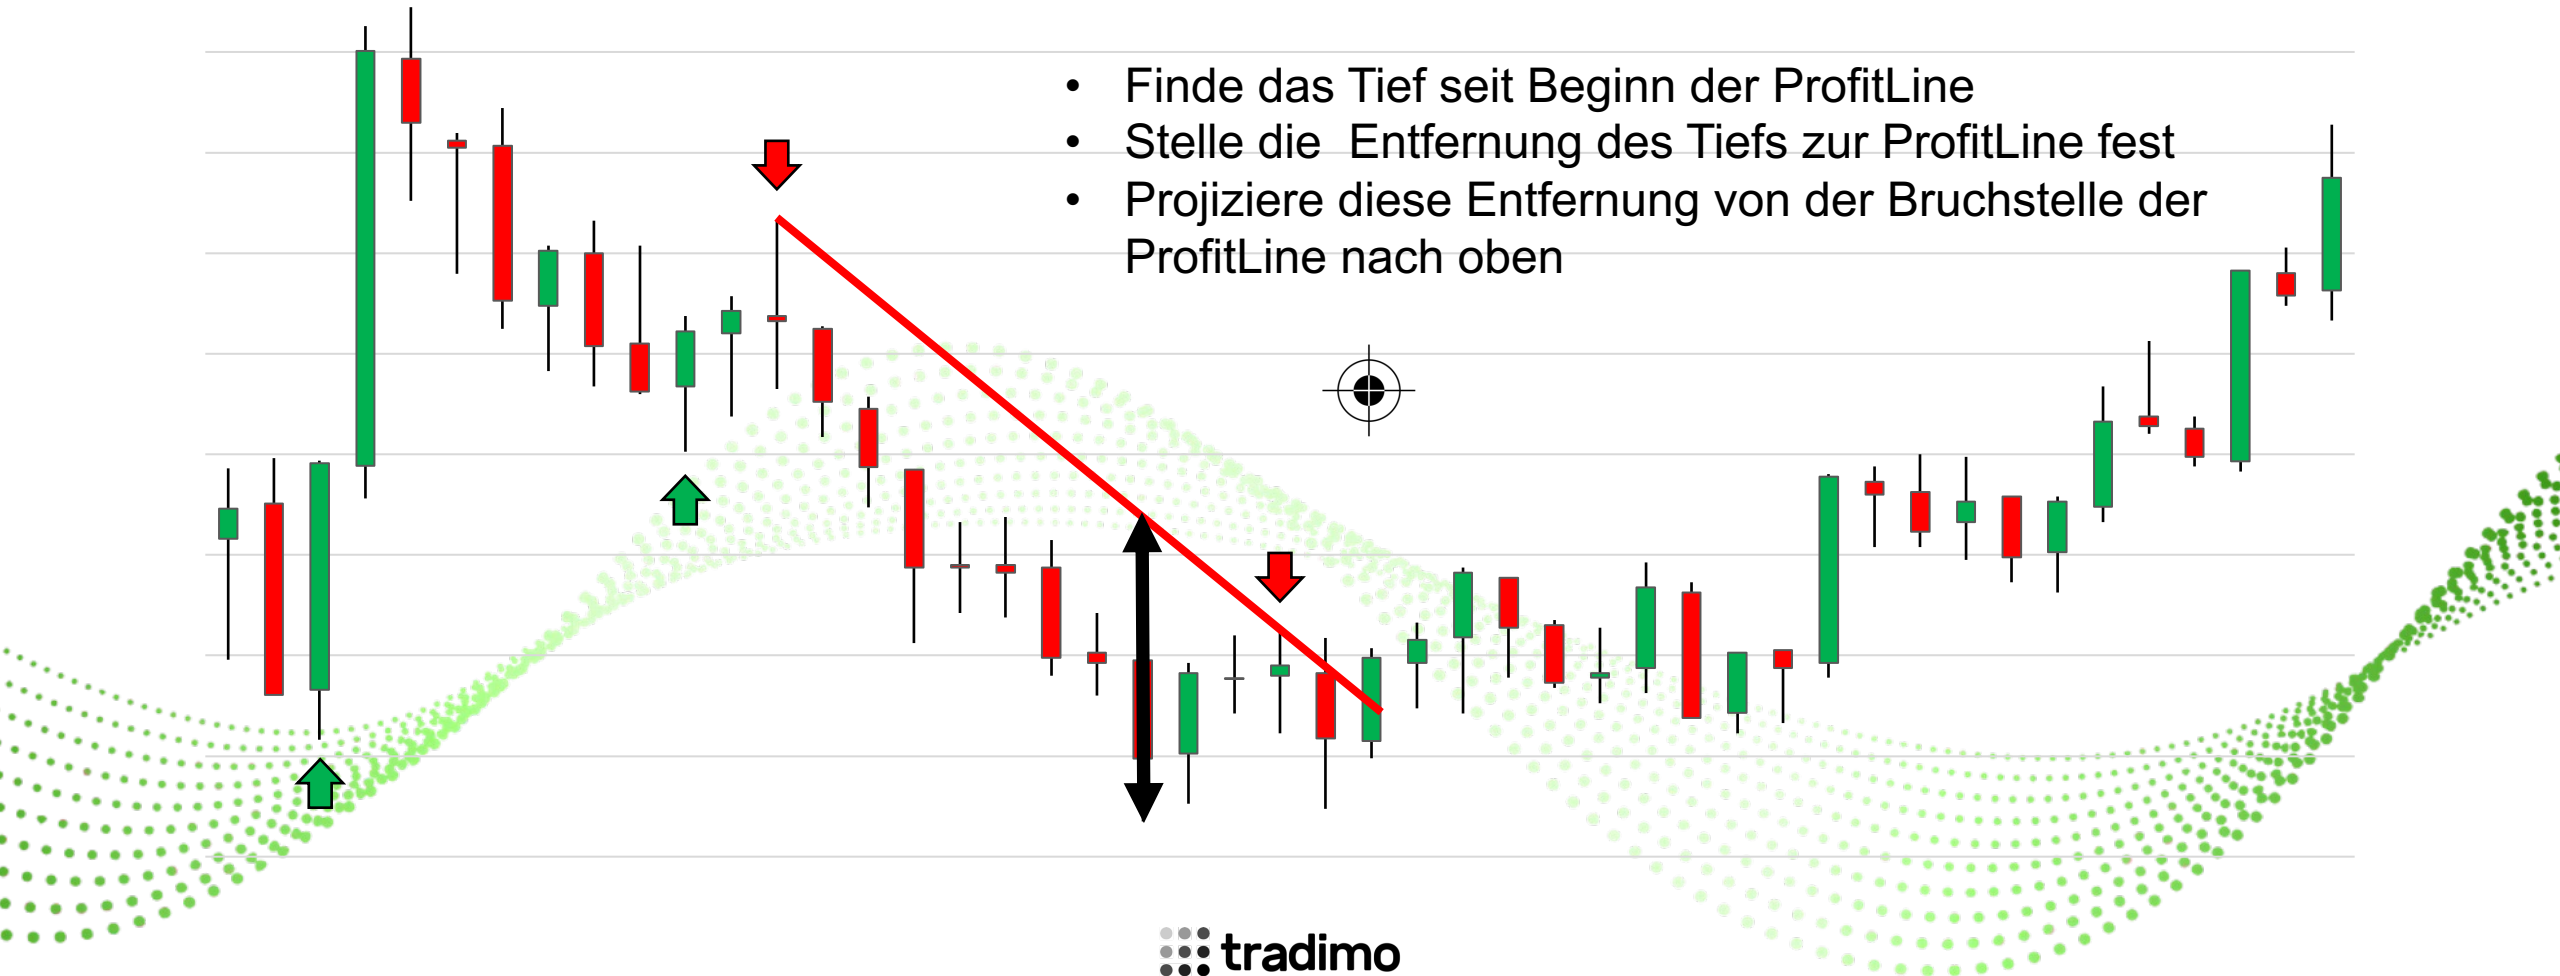 • Finde das Tief seit Beginn der ProfitLine
• Stelle die  Entfernung des Tiefs zur ProfitLine fest
• Projiziere diese Entfernung von der Bruchstelle der
ProfitLine nach oben
tradimo